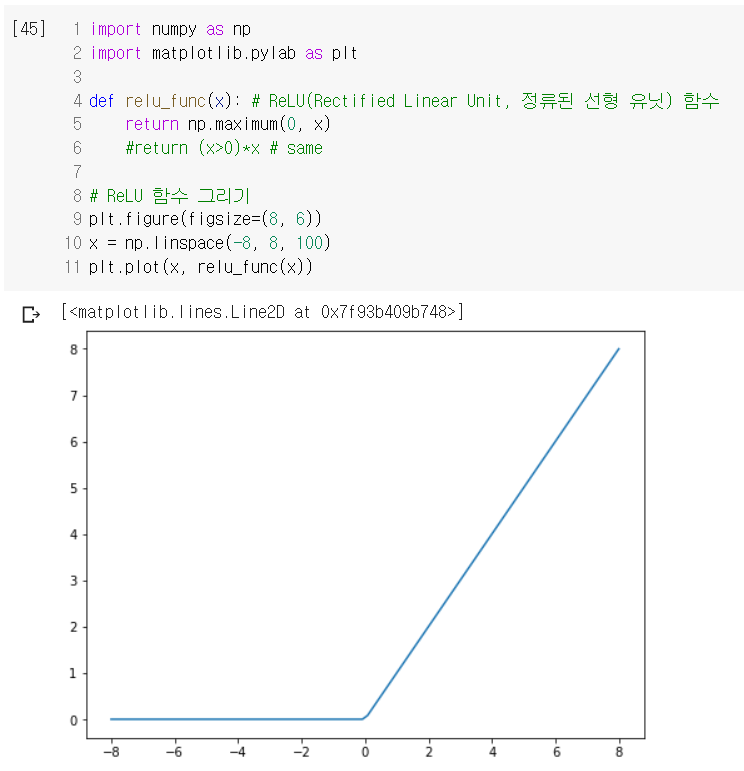 [45] 1 import numpy as np
2 import matplotlib.pylab as plt
3
4 def relu_func(x): # ReLU(Rectified Linear Unit, 정류된 선형 유닛) 함수
5     return np.maximum(0, x)
6     #return (x>0)*x # same
7
8 # ReLU 함수 그리기
9 plt.figure(figsize=(8, 6))
10 x = np.linspace(-8, 8, 100)
11 plt.plot(x, relu_func(x))
[<matplotlib.lines.Line2D at 0x7f93b409b748>]
8
7
6
5
4
3
2
1
0
−8 −6 −4 −2 0 2 4 6 8